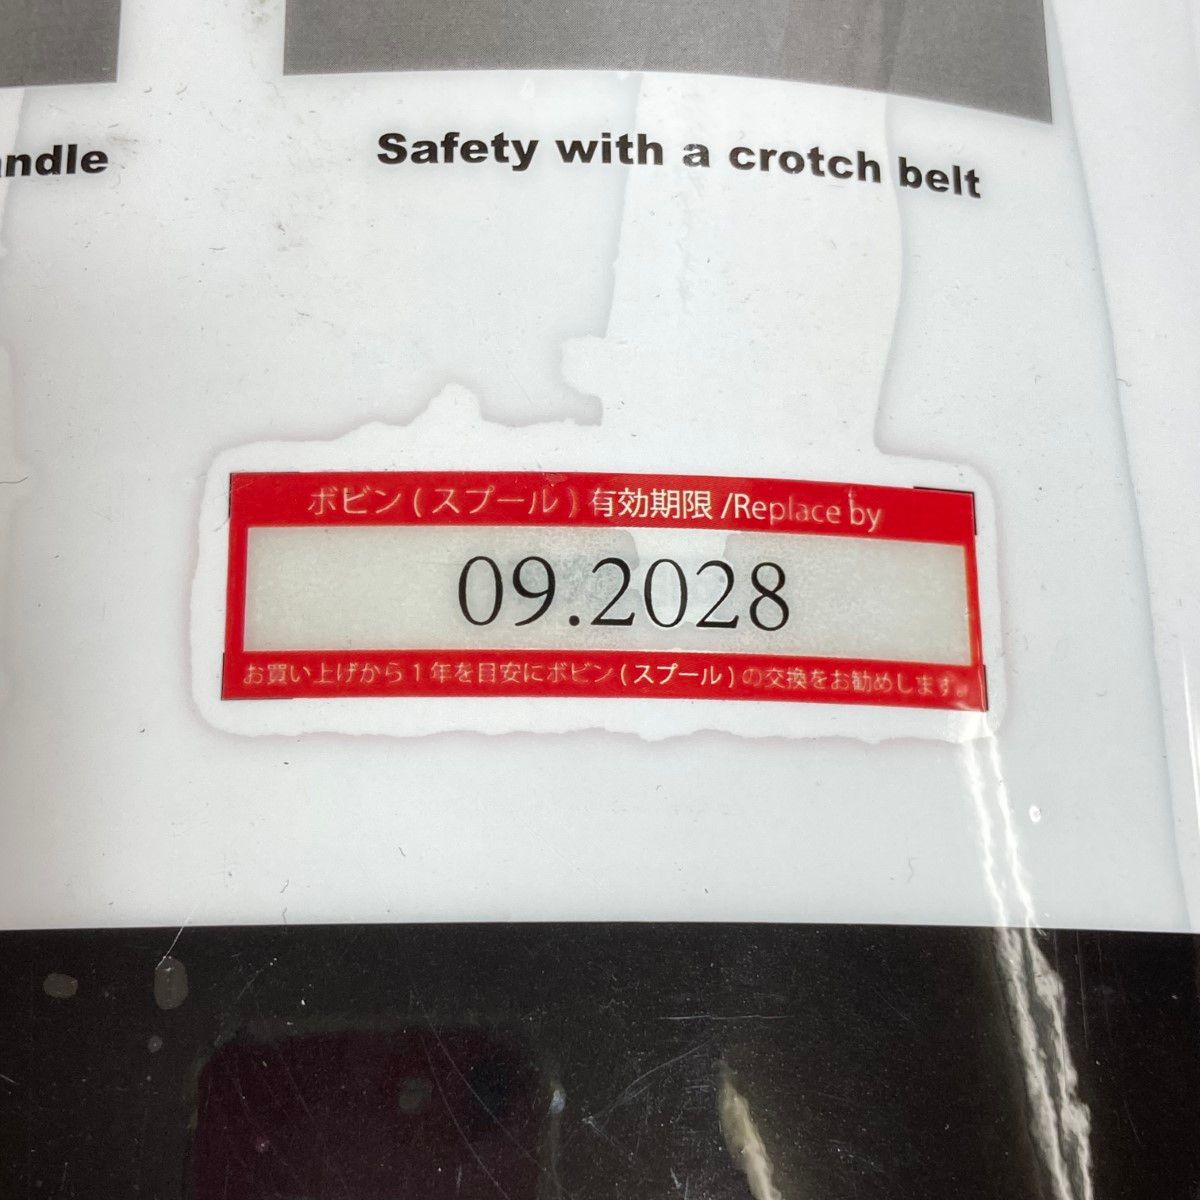 andle
Safety with a crotch belt
ボビン(スプール)有効期限/Replace by
09.2028
お買い上げから1年を目安にボビン(スプール)の交換をお勧めします。